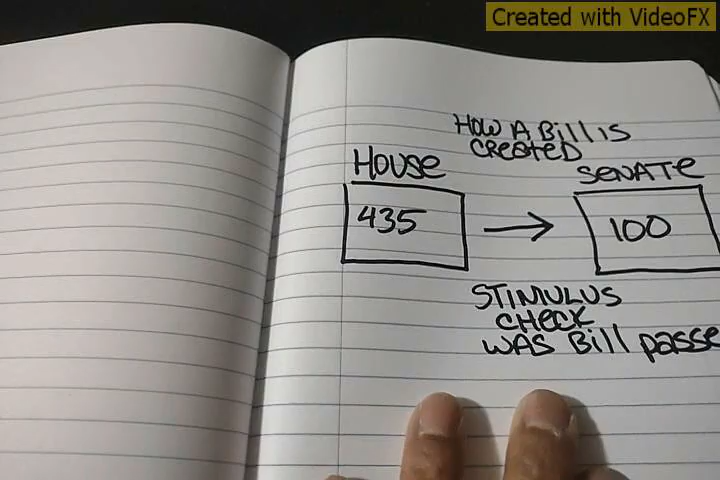 Created with VideoFX
HOW A Bill IS
CREATED
HOUSE
SENATE
435
100
STIMULUS
CHECK
WAS Bill passe